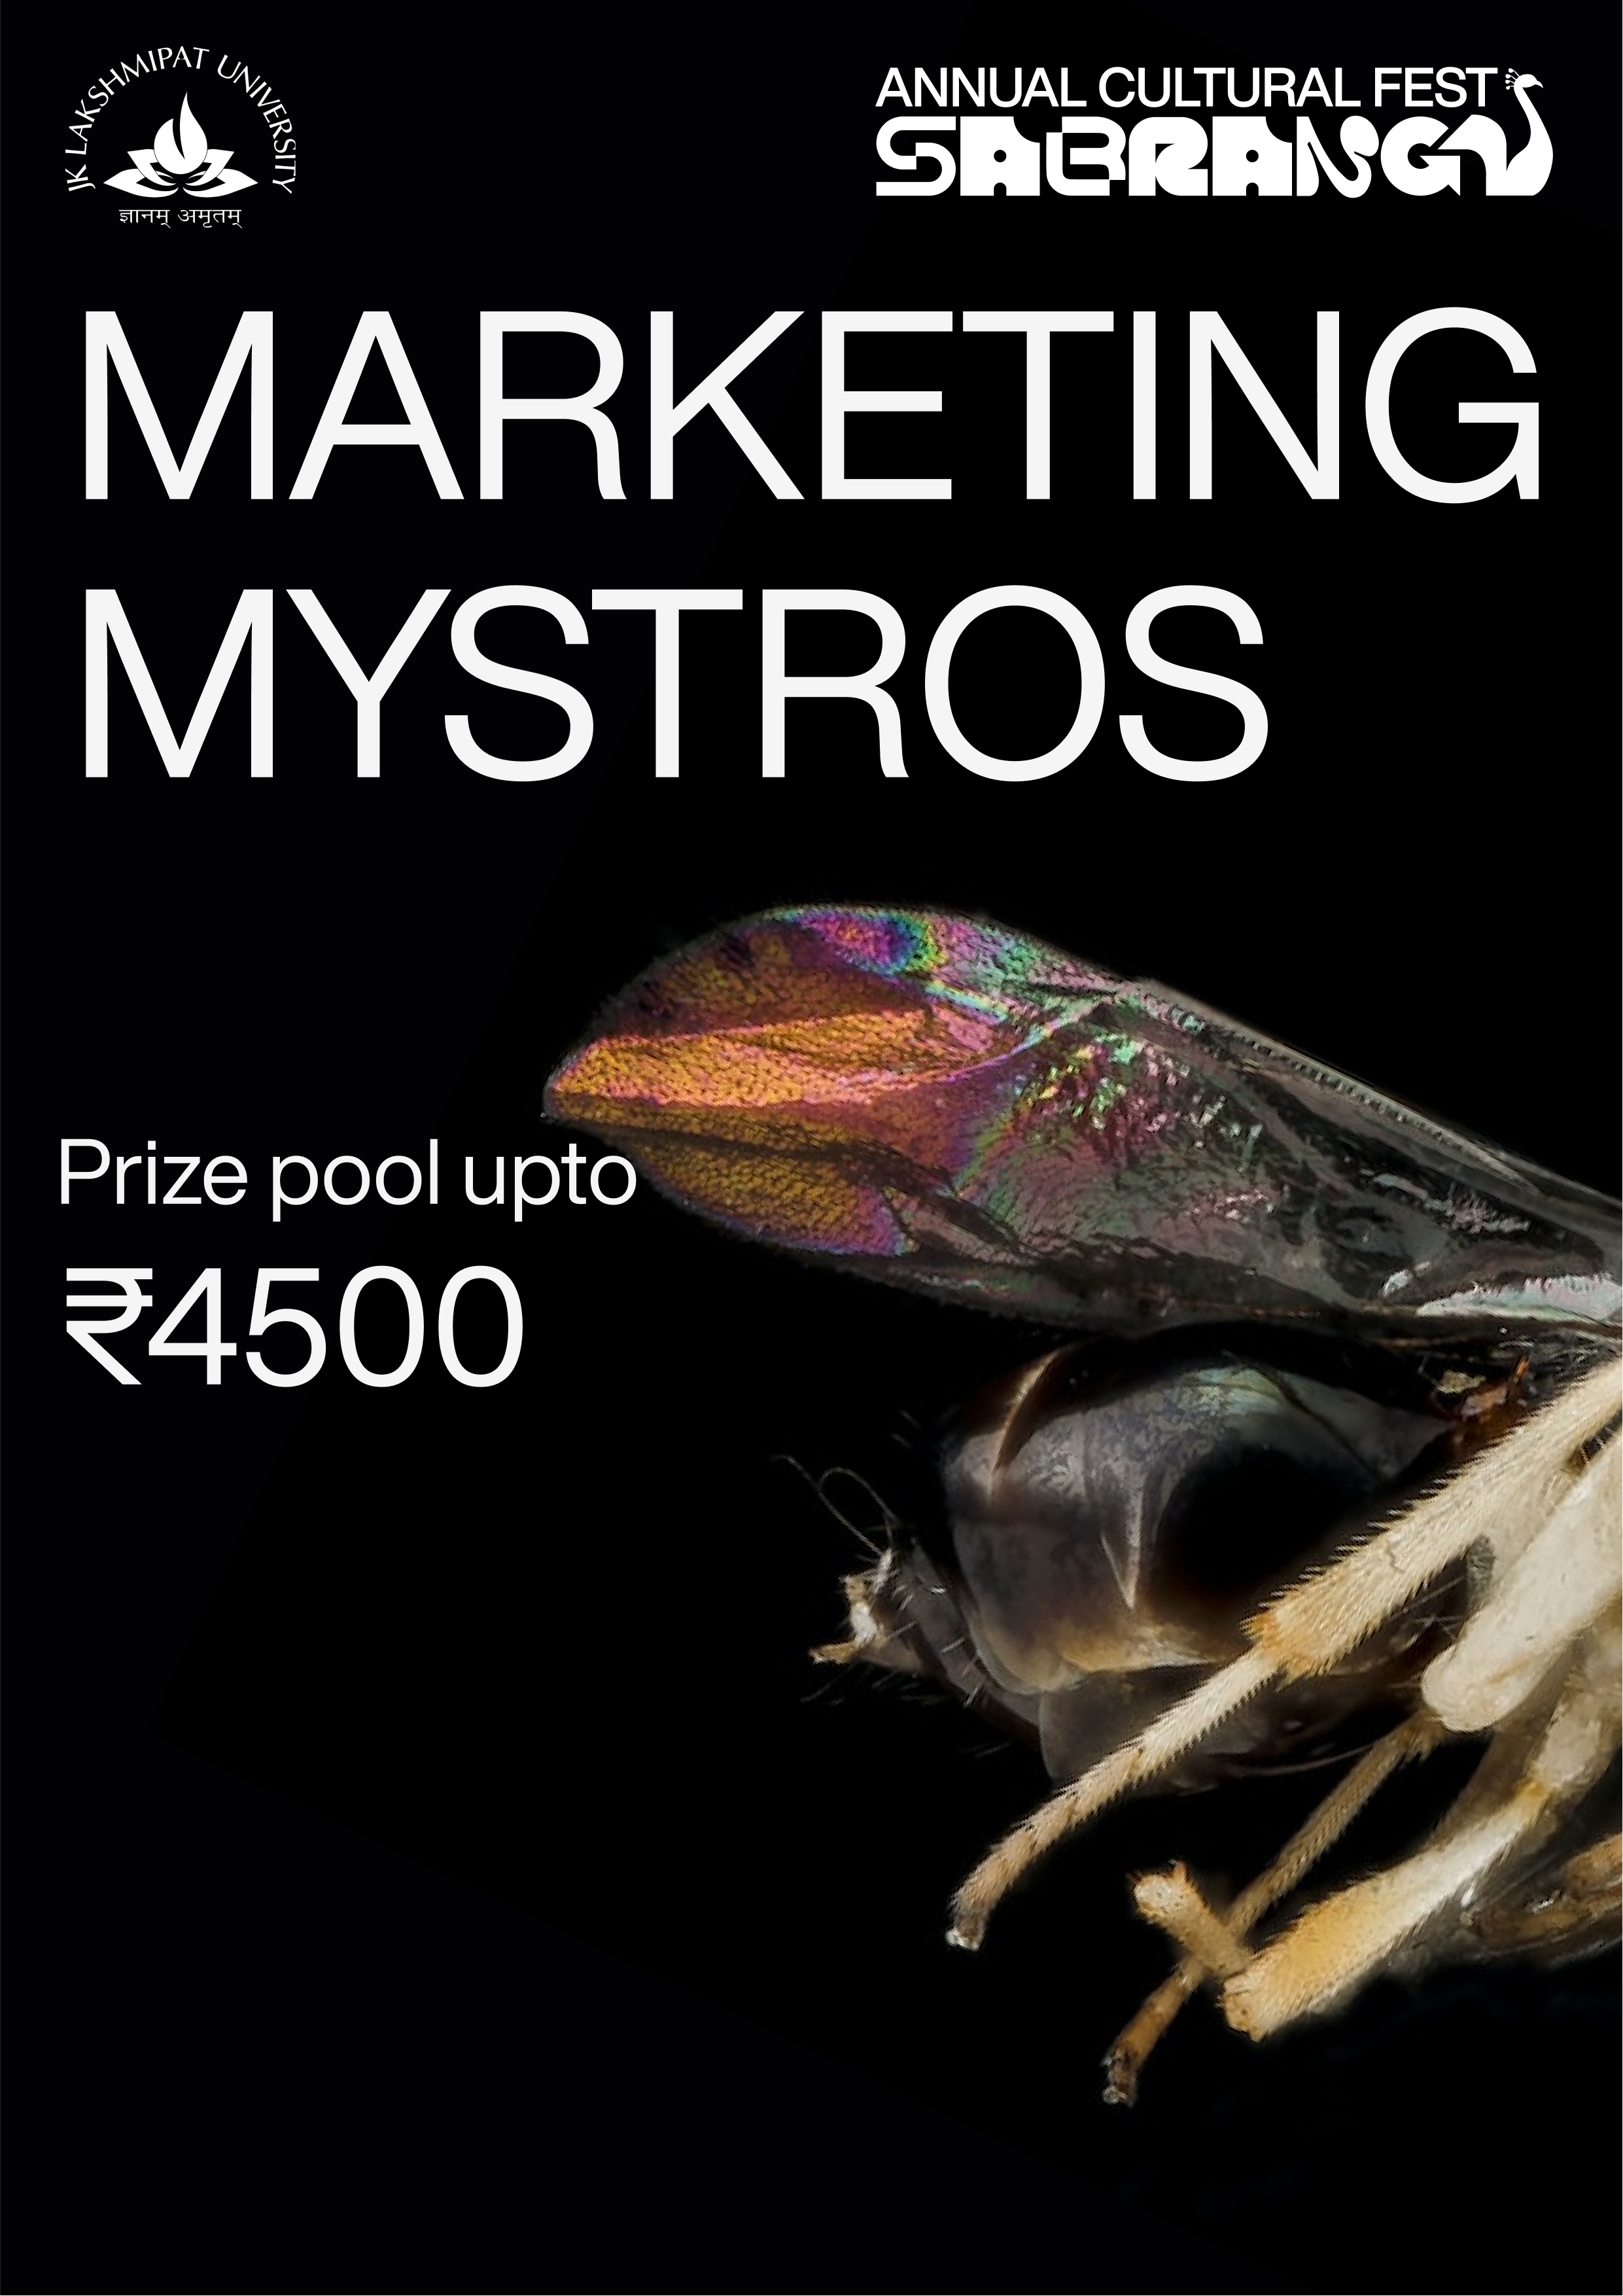 JK LAKSHMIPAT UNIVERSITY
ज्ञानम् अमृतम्
ANNUAL CULTURAL FEST
SABRANG
MARKETING
MYSTROS
Prize pool upto
₹4500